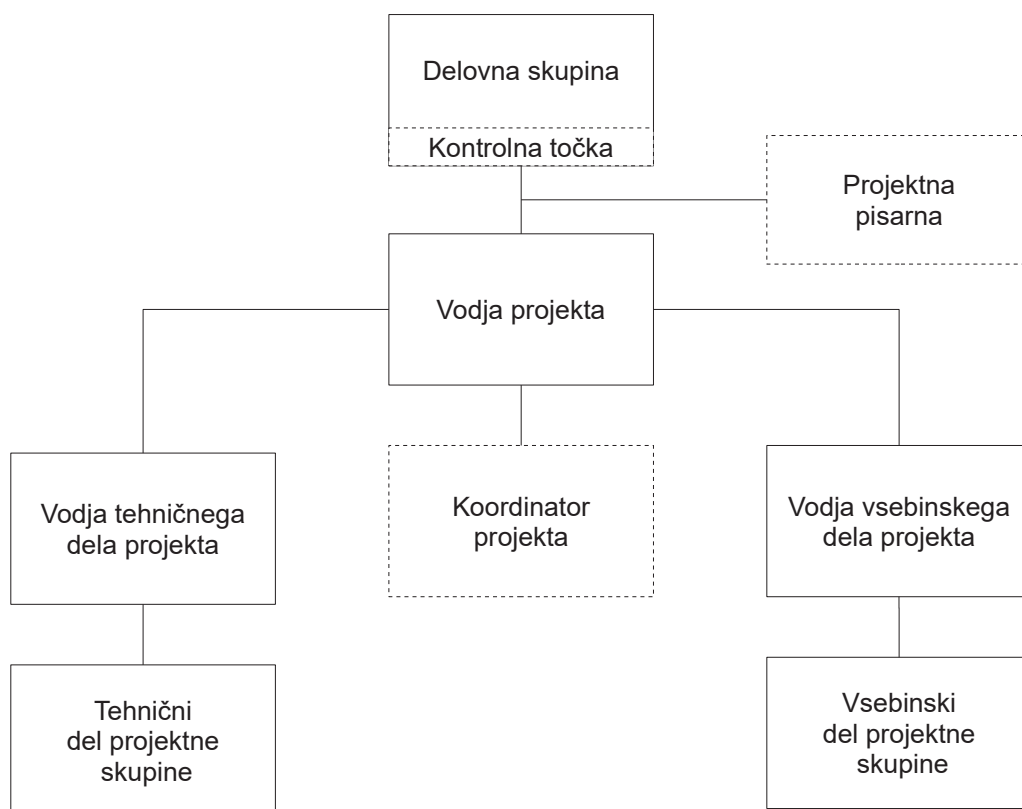 Delovna skupina
Kontrolna točka
Projektna
pisarna
Vodja projekta
Vodja tehničnega
dela projekta
Koordinator
projekta
Vodja vsebinskega
dela projekta
Tehnični
del projektne
skupine
Vsebinski
del projektne
skupine